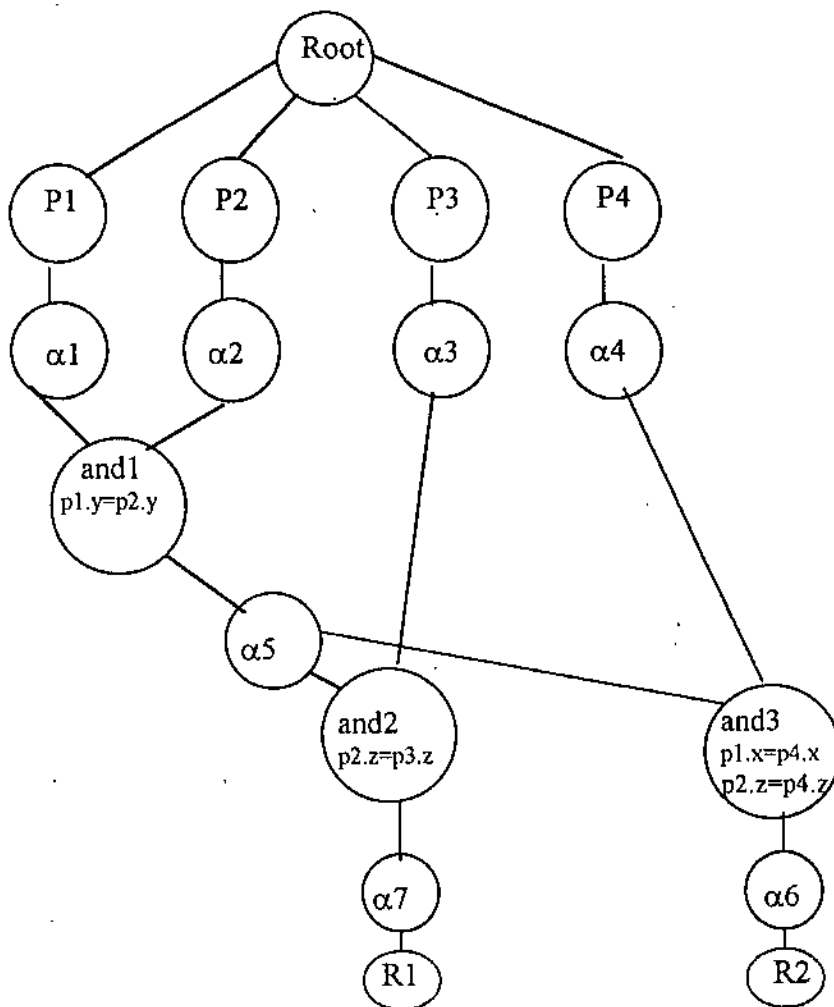 Root
P1
P2
P3
P4
α1
α2
α3
α4
and1
p1.y=p2.y
α5
and2
p2.z=p3.z
and3
p1.x=p4.x
p2.z=p4.z
α7
α6
R1
R2